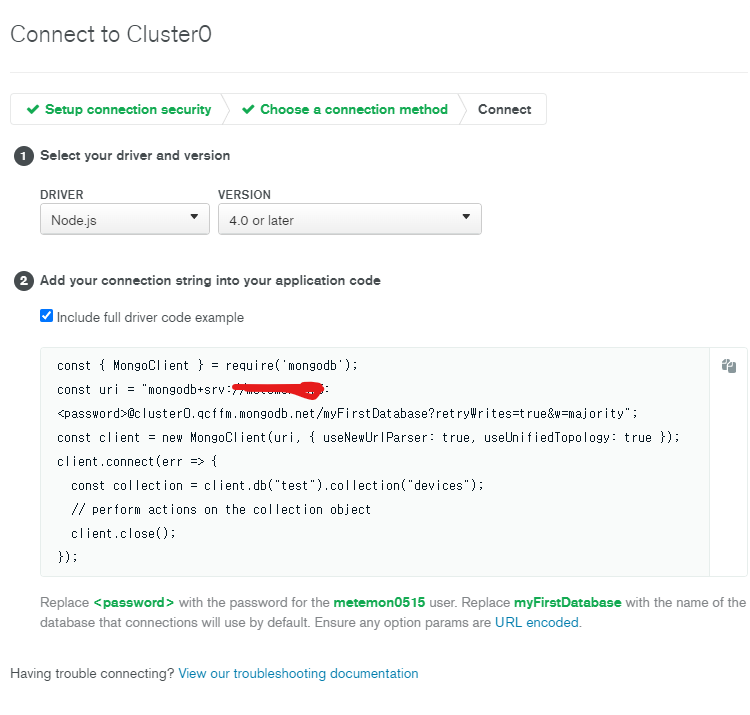 Connect to Cluster0
Setup connection security
Choose a connection method
Connect
1 Select your driver and version
DRIVER
VERSION
Node.js
4.0 or later
2 Add your connection string into your application code
Include full driver code example
const { MongoClient } = require('mongodb');
const uri = "mongodb+srv:
<password>@cluster0.qcffm.mongodb.net/myFirstDatabase?retryWrites=true&w=majority";
const client = new MongoClient(uri, { useNewUrlParser: true, useUnifiedTopology: true });
client.connect(err => {
const collection = client.db("test").collection("devices");
// perform actions on the collection object
client.close();
});
Replace <password> with the password for the metemon0515 user. Replace myFirstDatabase with the name of the
database that connections will use by default. Ensure any option params are URL encoded.
Having trouble connecting? View our troubleshooting documentation